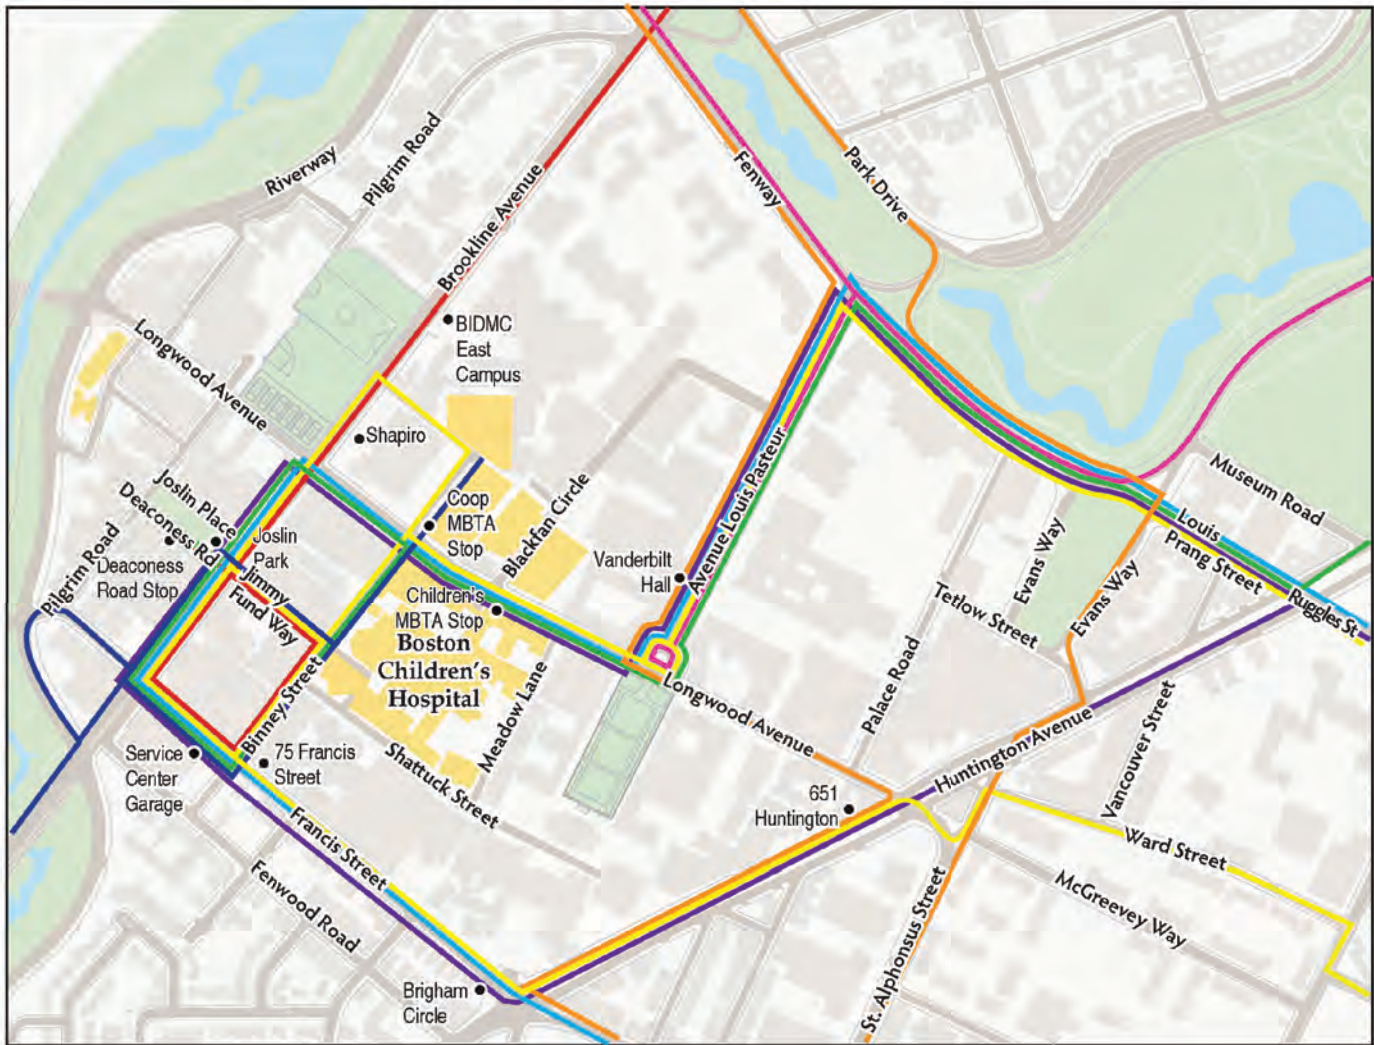 Riverway
Pilgrim Road
Brookline Avenue
Fenway
Park Drive
BIDMC
East
Campus
Longwood Avenue
Shapiro
Joslin Place
Deaconess Rd
Joslin
Park
Coop
MBTA
Stop
Blackfan Circle
Avenue Louis Pasteur
Museum Road
Louis
Prang Street
Ruggles St
Pilgrim Road
Deaconess
Road Stop
Jimmy
Fund Way
Children's
MBTA Stop
Vanderbilt
Hall
Evans Way
Evans Way
Tetlow Street
Boston
Children's
Hospital
Binney Street
Meadow Lane
Longwood Avenue
Palace Road
Huntington Avenue
Vancouver Street
Service
Center
Garage
75 Francis
Street
Shattuck Street
651
Huntington
Francis Street
Ward Street
Fenwood Road
McGreevey Way
St. Alphonsus Street
Brigham
Circle